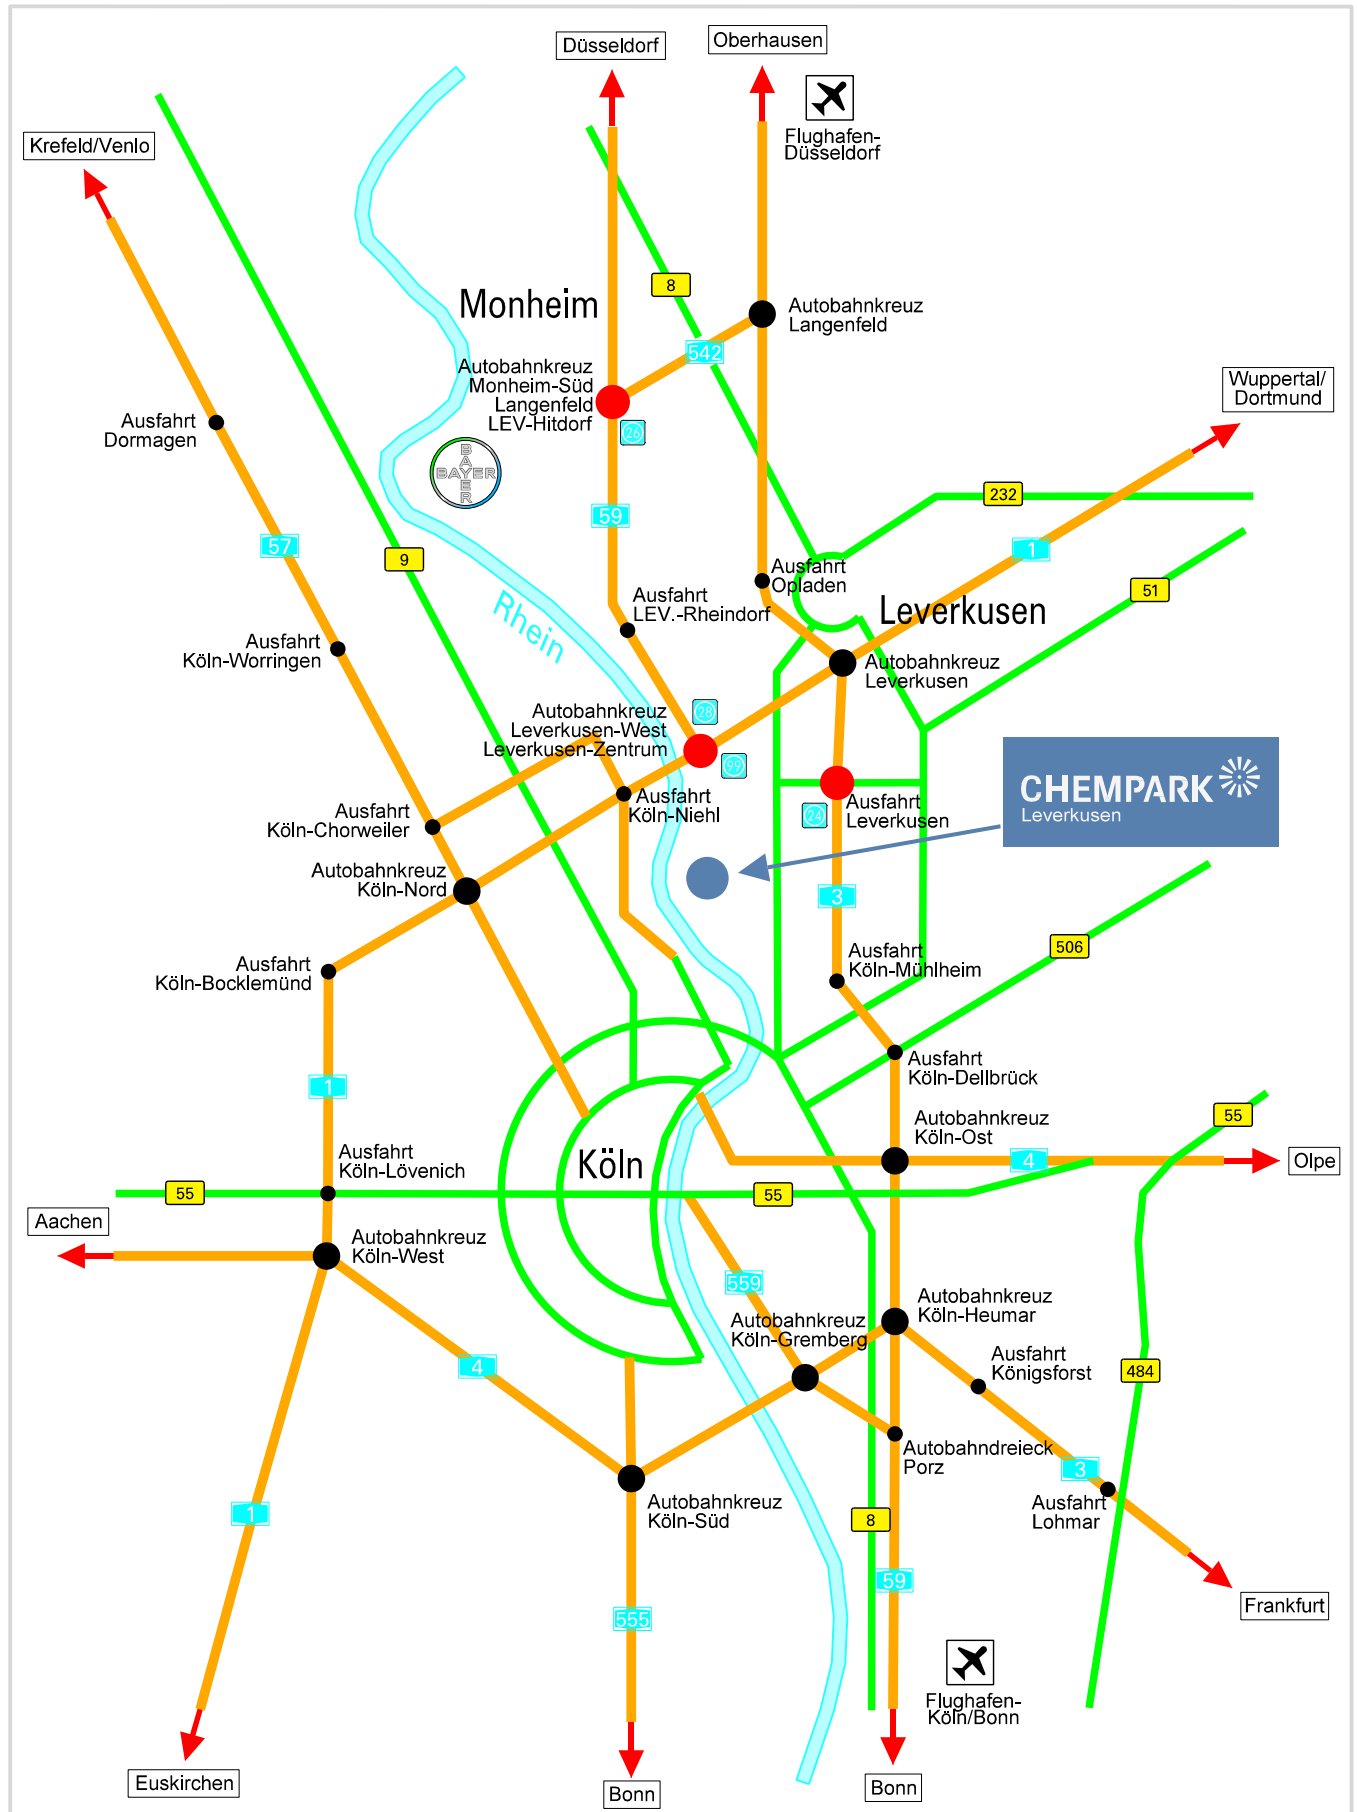 Düsseldorf
Oberhausen
Flughafen-
Düsseldorf
Krefeld/Venlo
8
Monheim
Autobahnkreuz
Langenfeld
542
Autobahnkreuz
Monheim-Süd
Langenfeld
LEV-Hitdorf
26
Wuppertal/
Dortmund
Ausfahrt
Dormagen
BAYER
BAYER
232
59
57
9
1
51
Ausfahrt
Opladen
Rhein
Ausfahrt
LEV.-Rheindorf
Leverkusen
Ausfahrt
Köln-Worringen
Autobahnkreuz
Leverkusen
28
Autobahnkreuz
Leverkusen-West
Leverkusen-Zentrum
99
CHEMPARK
Leverkusen
Ausfahrt
Köln-Niehl
24
Ausfahrt
Leverkusen
Ausfahrt
Köln-Chorweiler
Autobahnkreuz
Köln-Nord
3
506
Ausfahrt
Köln-Bocklemünd
Ausfahrt
Köln-Mühlheim
Ausfahrt
Köln-Dellbrück
1
55
Autobahnkreuz
Köln-Ost
Köln
4
Olpe
Ausfahrt
Köln-Lövenich
55
55
Aachen
Autobahnkreuz
Köln-West
559
Autobahnkreuz
Köln-Heumar
Autobahnkreuz
Köln-Gremberg
4
Ausfahrt
Königsforst
484
Autobahndreieck
Porz
3
Autobahnkreuz
Köln-Süd
Ausfahrt
Lohmar
1
8
59
Frankfurt
555
Flughafen-
Köln/Bonn
Euskirchen
Bonn
Bonn